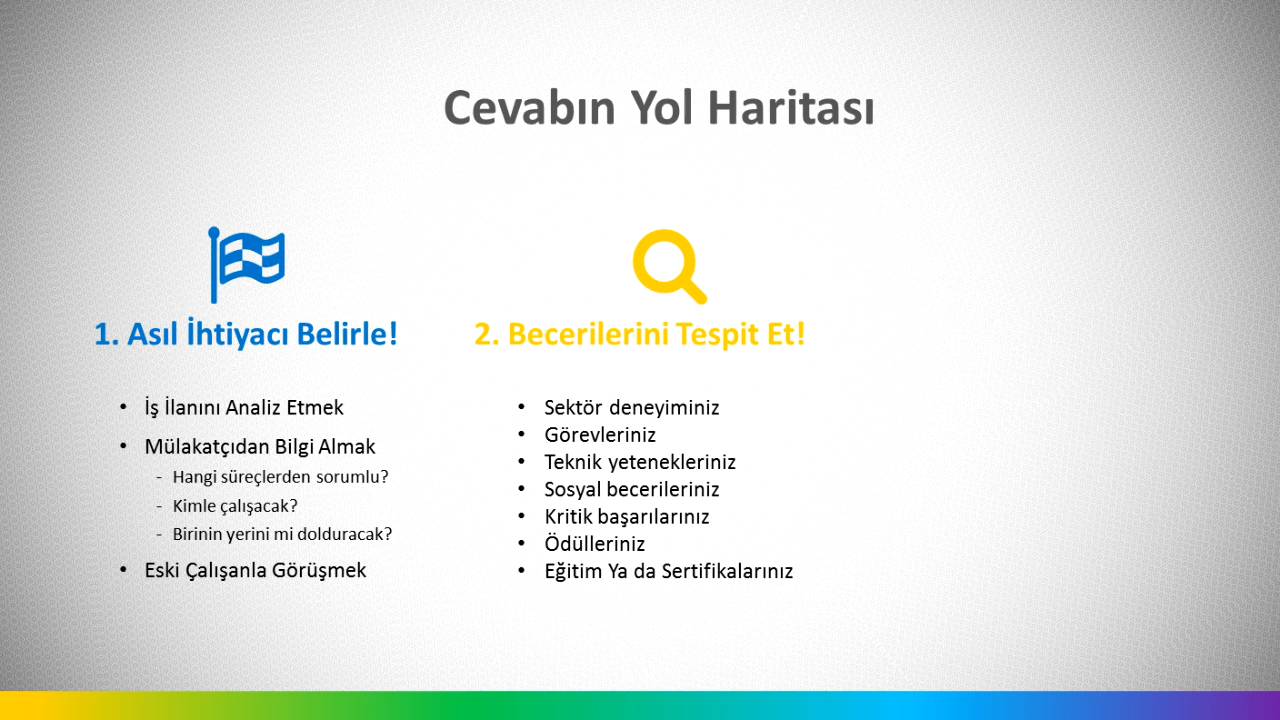 Cevabın Yol Haritası
1. Asıl İhtiyacı Belirle!
• İş İlanını Analiz Etmek
• Mülakatçıdan Bilgi Almak
- Hangi süreçlerden sorumlu?
- Kimle çalışacak?
- Birinin yerini mi dolduracak?
• Eski Çalışanla Görüşmek
2. Becerilerini Tespit Et!
• Sektör deneyiminiz
• Görevleriniz
• Teknik yetenekleriniz
• Sosyal becerileriniz
• Kritik başarılarınız
• Ödülleriniz
• Eğitim Ya da Sertifikalarınız